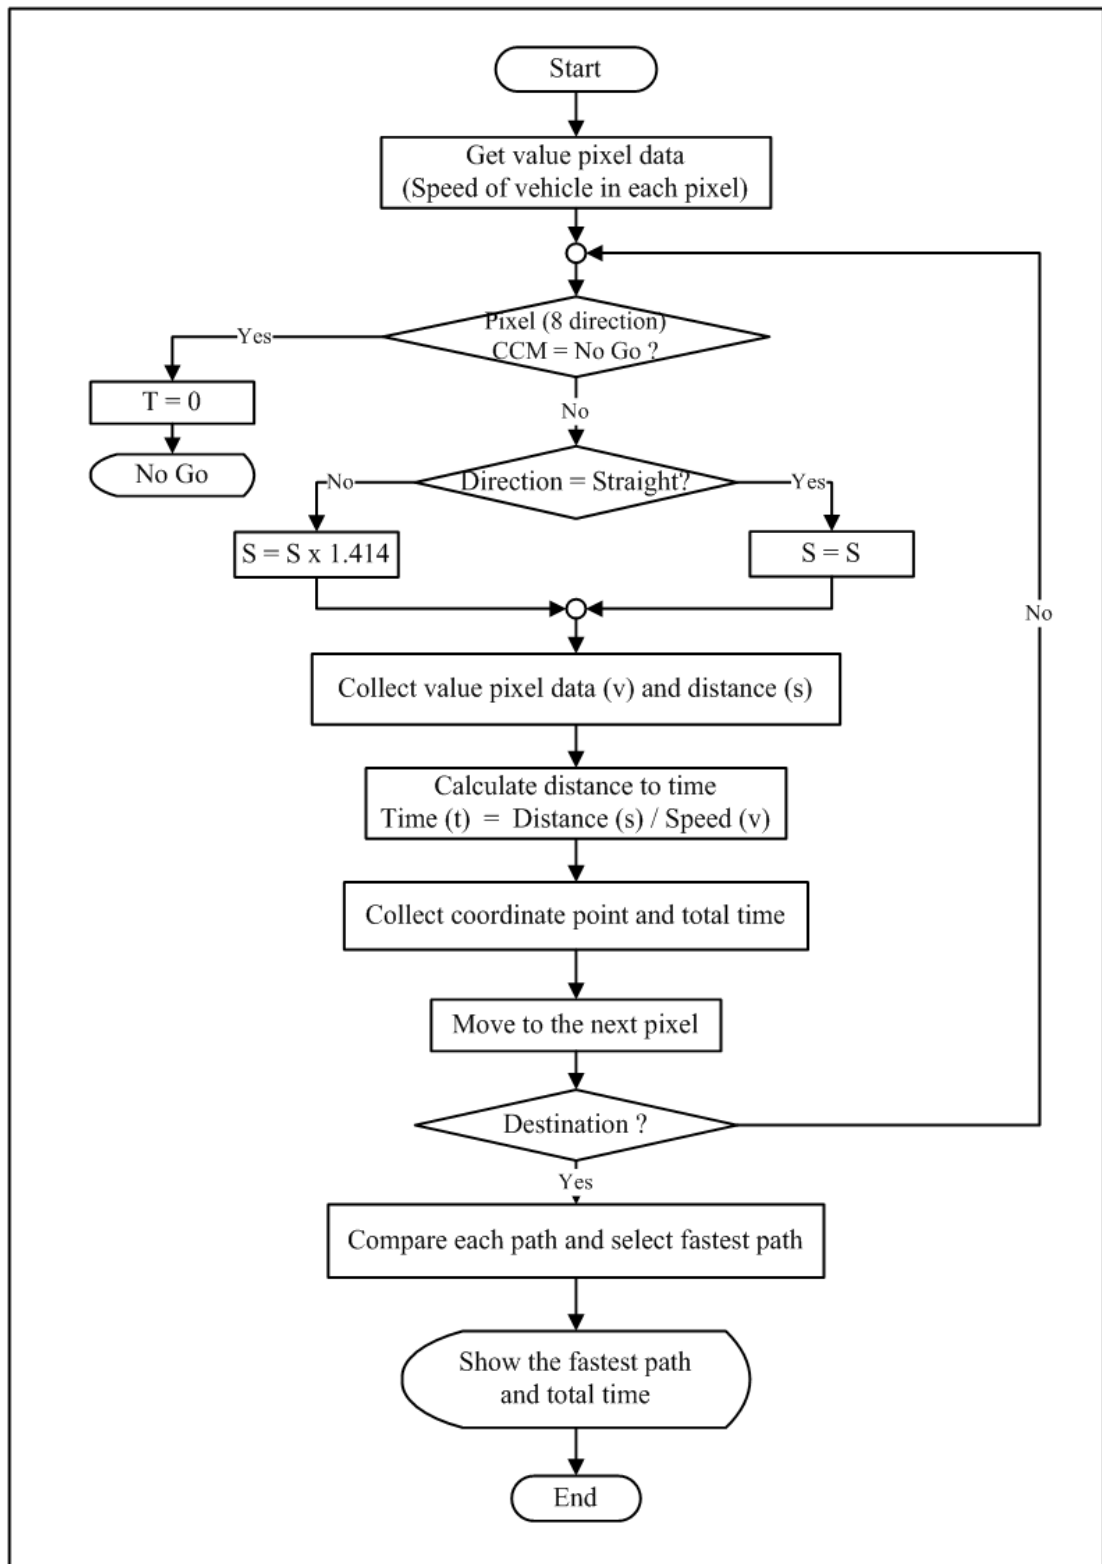 Start
Get value pixel data
(Speed of vehicle in each pixel)
Pixel (8 direction)
CCM = No Go ?
Yes
T = 0
No Go
No
Direction = Straight?
No
Yes
S = S x 1.414
S = S
No
Collect value pixel data (v) and distance (s)
Calculate distance to time
Time (t) = Distance (s) / Speed (v)
Collect coordinate point and total time
Move to the next pixel
Destination ?
Yes
Compare each path and select fastest path
Show the fastest path
and total time
End